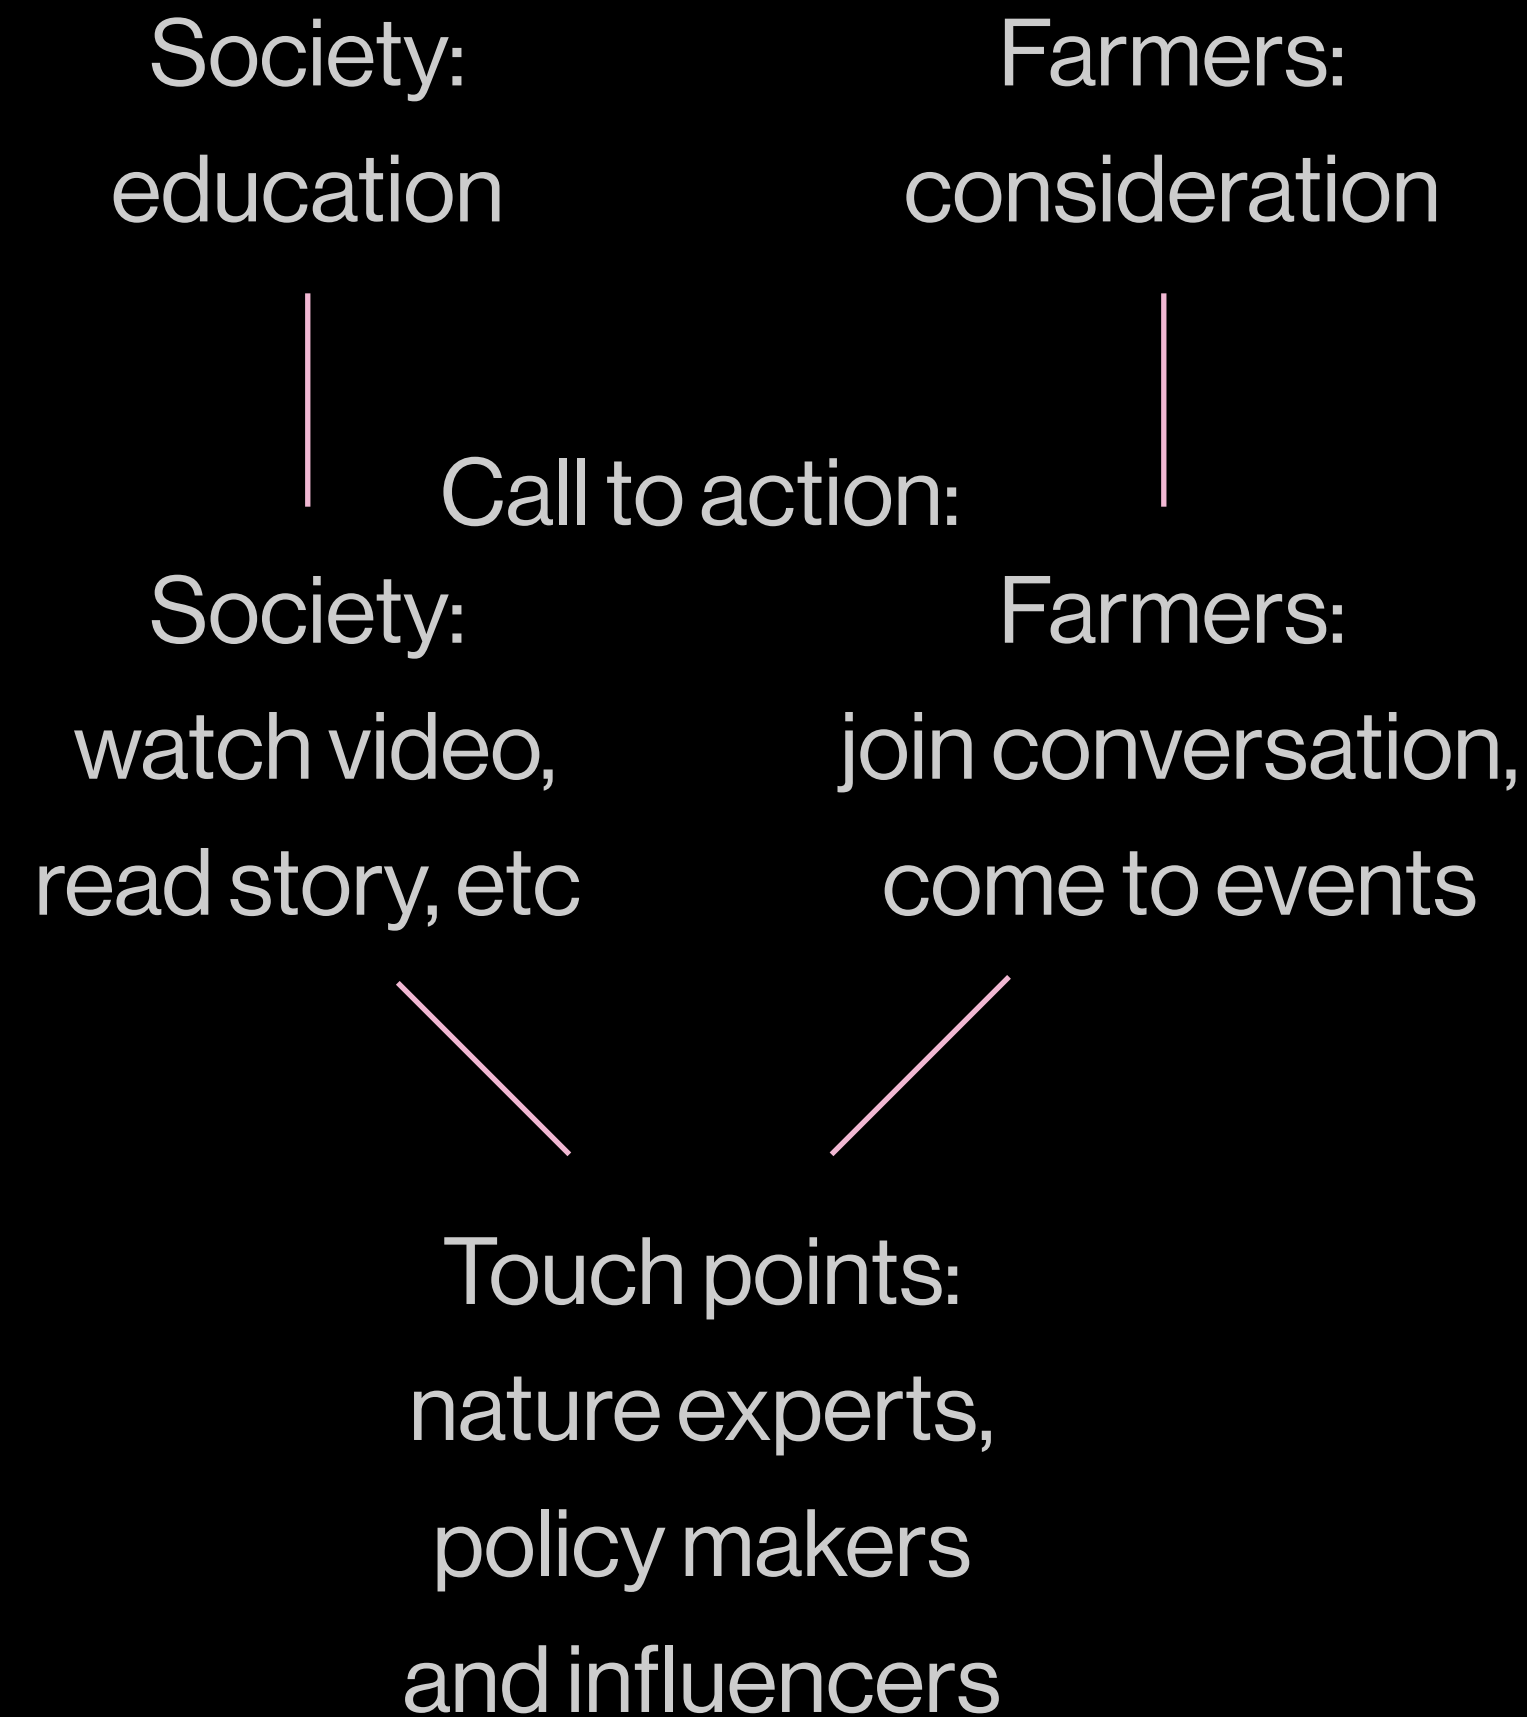 Society:
education
Farmers:
consideration
Call to action:
Society:
watch video,
read story, etc
Farmers:
join conversation,
come to events
Touch points:
nature experts,
policy makers
and influencers